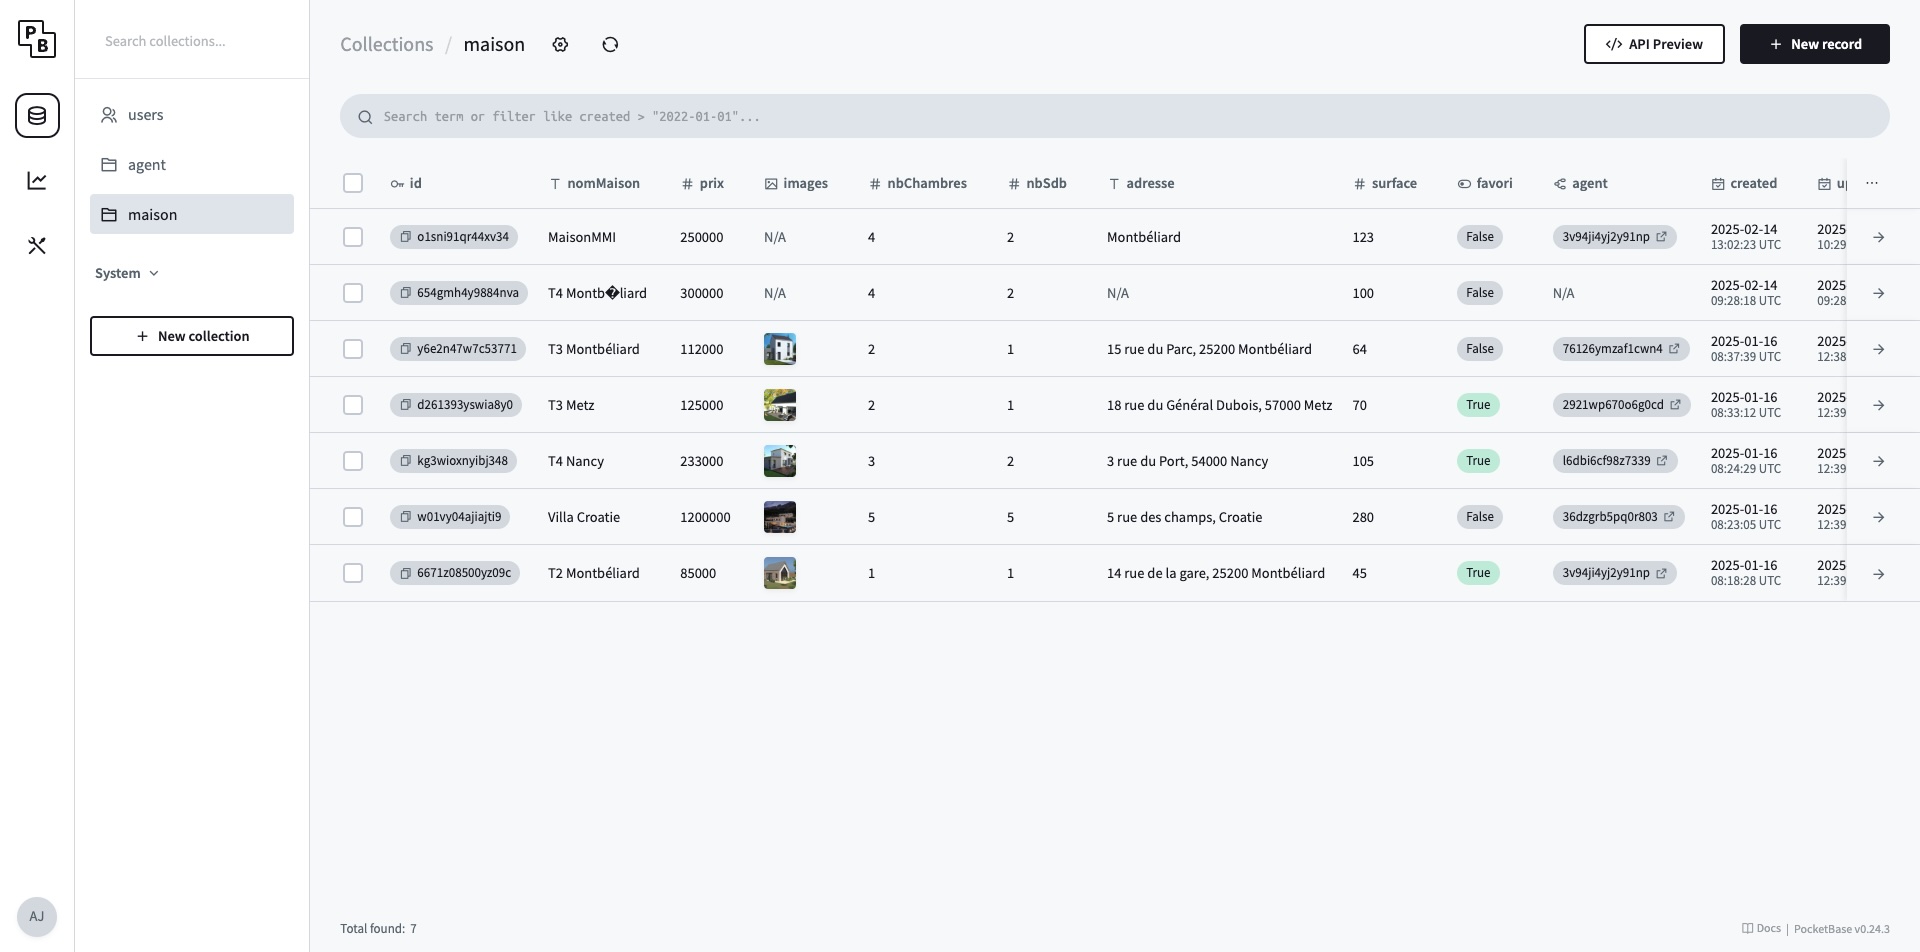 P
B
Search collections...
users
agent
maison
System
New collection
AJ
Collections / maison
API Preview
New record
Search term or filter like created > "2022-01-01"...
id nomMaison prix images nbChambres nbSdb adresse surface favori agent created u ...
o1sni91qr44xv34 MaisonMMI 250000 N/A 4 2 Montbéliard 123 False 3v94ji4yj2y91np 2025-02-14 2025
13:02:23 UTC 10:29
654gmh4y9884nva T4 Montb�liard 300000 N/A 4 2 N/A 100 False N/A 2025-02-14 2025
09:28:18 UTC 09:28
y6e2n47w7c53771 T3 Montbéliard 112000 2 1 15 rue du Parc, 25200 Montbéliard 64 False 76126ymzaf1cwn4 2025-01-16 2025
08:37:39 UTC 12:38
d261393yswia8y0 T3 Metz 125000 2 1 18 rue du Général Dubois, 57000 Metz 70 True 2921wp670o6g0cd 2025-01-16 2025
08:33:12 UTC 12:39
kg3wioxnyibj348 T4 Nancy 233000 3 2 3 rue du Port, 54000 Nancy 105 True l6dbi6cf98z7339 2025-01-16 2025
08:24:29 UTC 12:39
w01vy04ajiajti9 Villa Croatie 1200000 5 5 5 rue des champs, Croatie 280 False 36dzgrb5pq0r803 2025-01-16 2025
08:23:05 UTC 12:39
6671z08500yz09c T2 Montbéliard 85000 1 1 14 rue de la gare, 25200 Montbéliard 45 True 3v94ji4yj2y91np 2025-01-16 2025
08:18:28 UTC 12:39
Total found: 7
Docs | PocketBase v0.24.3